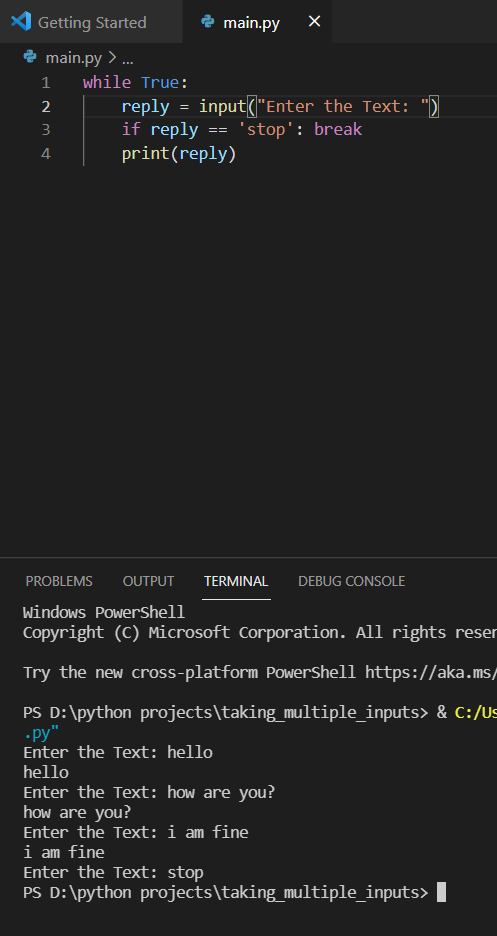 Getting Started main.py ×
main.py > ...
1 while True:
2     reply = input("Enter the Text: ")
3     if reply == 'stop': break
4     print(reply)
PROBLEMS OUTPUT TERMINAL DEBUG CONSOLE
Windows PowerShell
Copyright (C) Microsoft Corporation. All rights reser
Try the new cross-platform PowerShell https://aka.ms/
PS D:\python projects\taking_multiple_inputs> & C:/Us
.py"
Enter the Text: hello
hello
Enter the Text: how are you?
how are you?
Enter the Text: i am fine
i am fine
Enter the Text: stop
PS D:\python projects\taking_multiple_inputs>